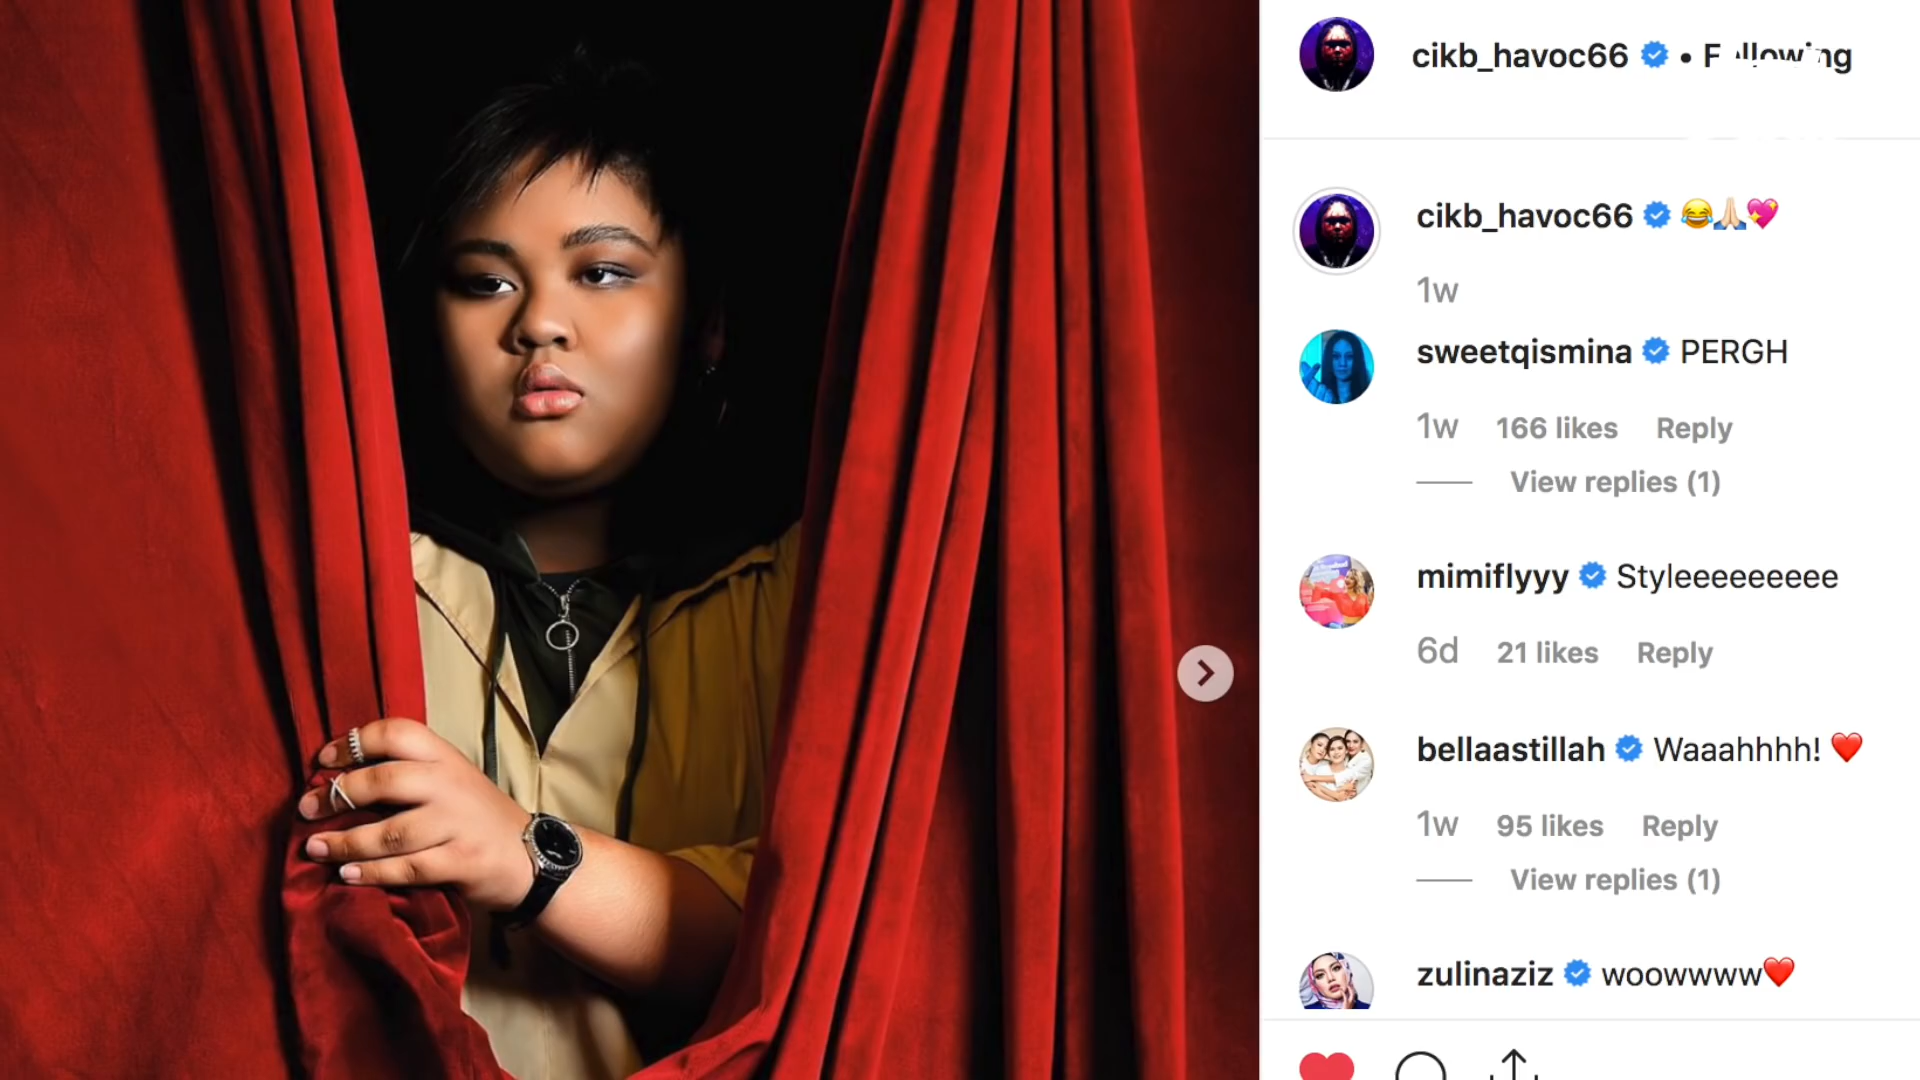 cikb_havoc66 • Following
cikb_havoc66 😂🙏🏻💖
1w
sweetqismina PERGH
1w 166 likes Reply
View replies (1)
mimiflyyy Styleeeeeeeee
6d 21 likes Reply
bellaastillah Waaahhhh! ❤️
1w 95 likes Reply
View replies (1)
zulinaziz woowwww❤️